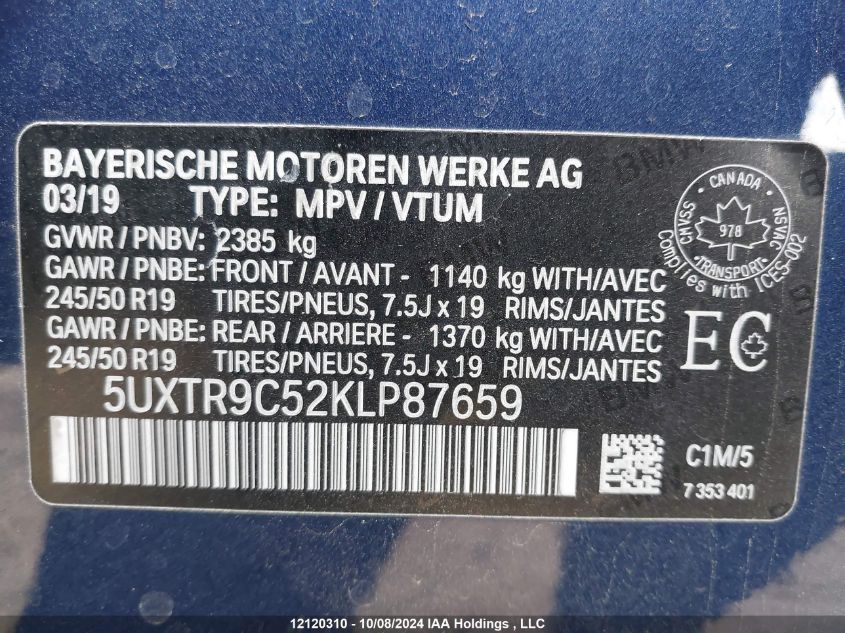 BAYERISCHE MOTOREN WERKE AG
03/19 TYPE: MPV / VTUM
GVWR / PNBV: 2385 kg
GAWR / PNBE: FRONT / AVANT - 1140 kg WITH/AVEC
245/50 R19 TIRES/PNEUS, 7.5J x 19 RIMS/JANTES
GAWR / PNBE: REAR / ARRIERE - 1370 kg WITH/AVEC
245/50 R19 TIRES/PNEUS, 7.5J x 19 RIMS/JANTES
5UXTR9C52KLP87659
CANADA
CMVSS NSVAC
978
TRANSPORT
Complies with ICES-002
EC
C1M/5
7 353 401
12120310 - 10/08/2024 IAA Holdings , LLC